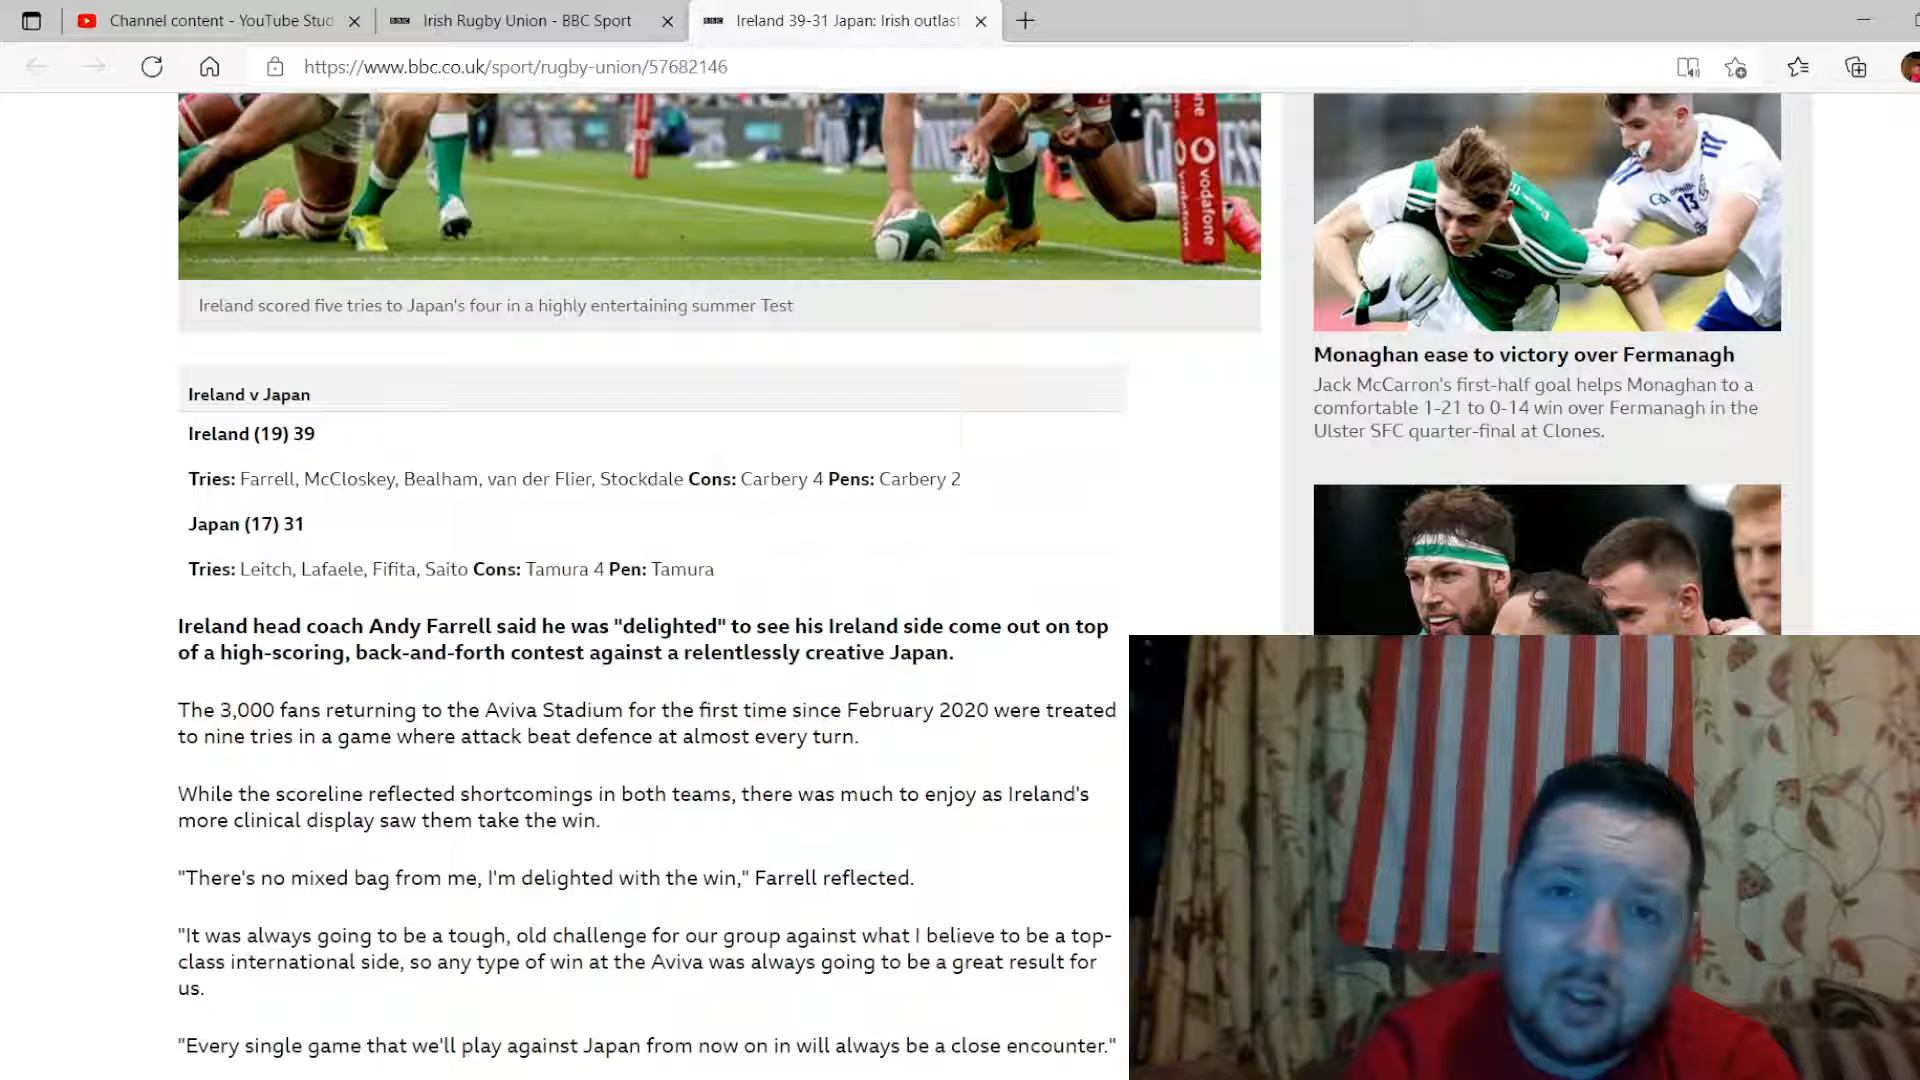 Channel content - YouTube Stud
Irish Rugby Union - BBC Sport
Ireland 39-31 Japan: Irish outlast
https://www.bbc.co.uk/sport/rugby-union/57682146
vodafone
Ireland scored five tries to Japan's four in a highly entertaining summer Test
Ireland v Japan
Ireland (19) 39
Tries: Farrell, McCloskey, Bealham, van der Flier, Stockdale Cons: Carbery 4 Pens: Carbery 2
Japan (17) 31
Tries: Leitch, Lafaele, Fifita, Saito Cons: Tamura 4 Pen: Tamura
Ireland head coach Andy Farrell said he was "delighted" to see his Ireland side come out on top
of a high-scoring, back-and-forth contest against a relentlessly creative Japan.
The 3,000 fans returning to the Aviva Stadium for the first time since February 2020 were treated
to nine tries in a game where attack beat defence at almost every turn.
While the scoreline reflected shortcomings in both teams, there was much to enjoy as Ireland's
more clinical display saw them take the win.
"There's no mixed bag from me, I'm delighted with the win," Farrell reflected.
"It was always going to be a tough, old challenge for our group against what I believe to be a top-
class international side, so any type of win at the Aviva was always going to be a great result for
us.
"Every single game that we'll play against Japan from now on in will always be a close encounter."
13
Monaghan ease to victory over Fermanagh
Jack McCarron's first-half goal helps Monaghan to a
comfortable 1-21 to 0-14 win over Fermanagh in the
Ulster SFC quarter-final at Clones.